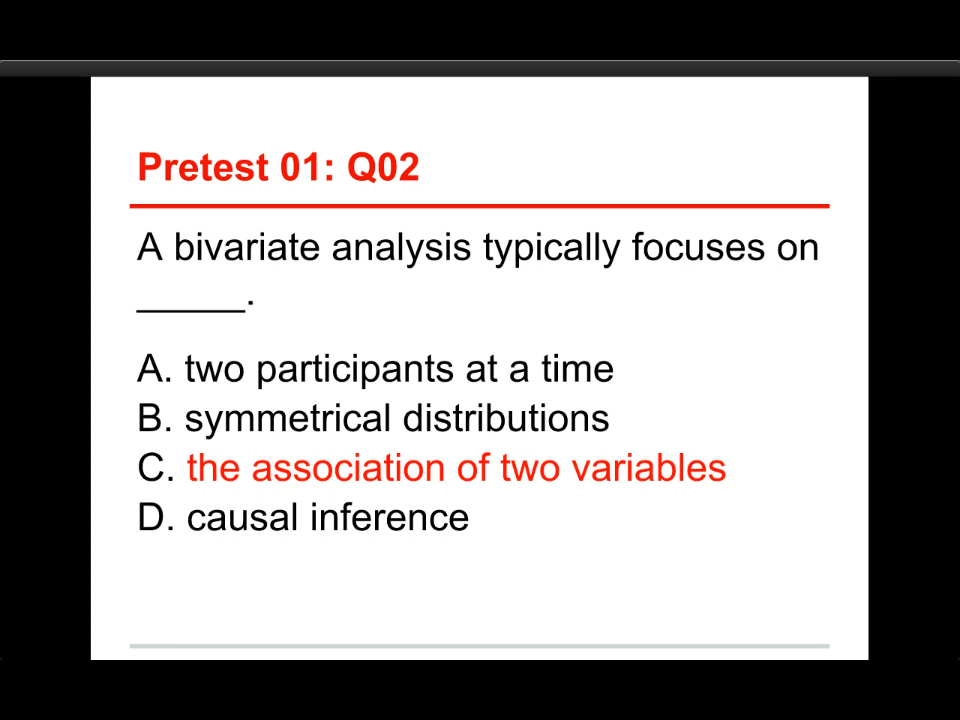 Pretest 01: Q02
A bivariate analysis typically focuses on
_____.
A. two participants at a time
B. symmetrical distributions
C. the association of two variables
D. causal inference